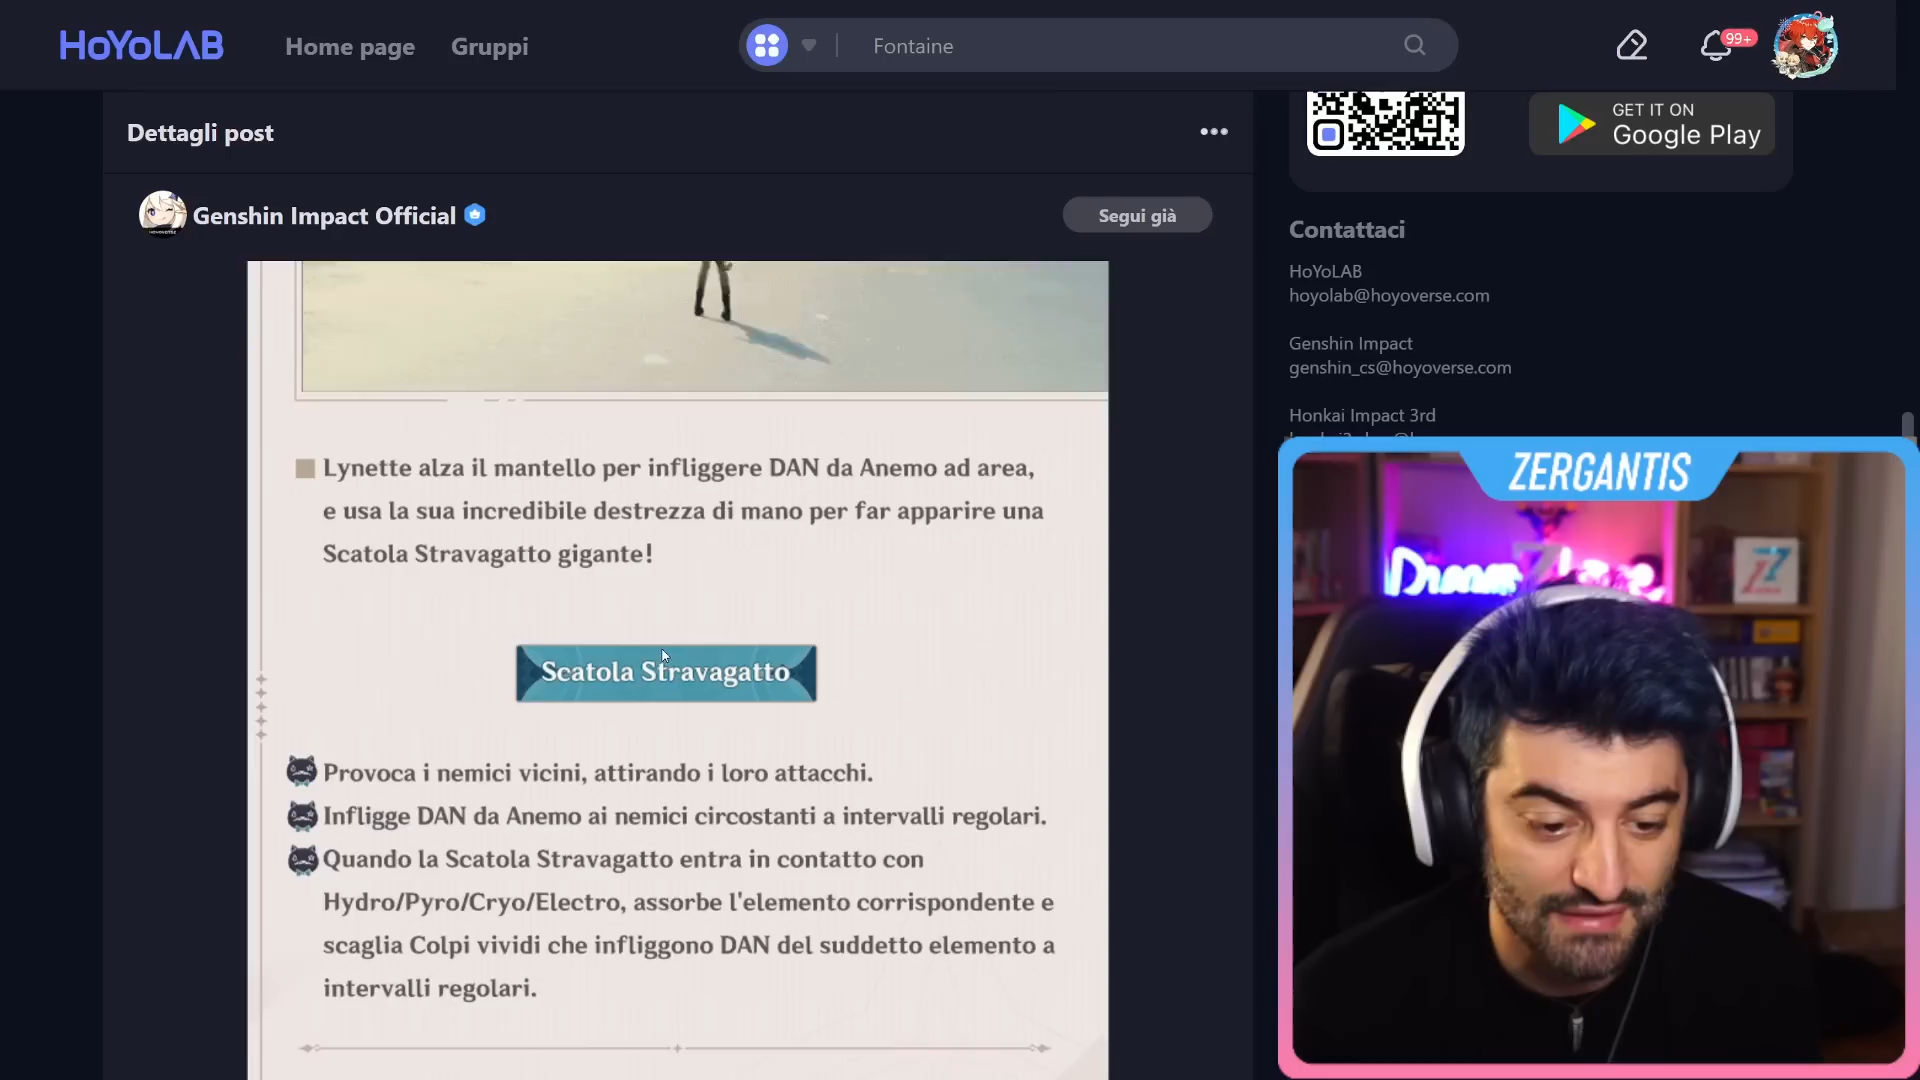 HoYoLAB
Home page
Gruppi
Fontaine
99+
Dettagli post
GET IT ON
Google Play
Genshin Impact Official
Segui già
Contattaci
HoYoLAB
hoyolab@hoyoverse.com
Genshin Impact
genshin_cs@hoyoverse.com
Honkai Impact 3rd
Lynette alza il mantello per infliggere DAN da Anemo ad area,
e usa la sua incredibile destrezza di mano per far apparire una
Scatola Stravagatto gigante!
Scatola Stravagatto
Provoca i nemici vicini, attirando i loro attacchi.
Infligge DAN da Anemo ai nemici circostanti a intervalli regolari.
Quando la Scatola Stravagatto entra in contatto con
Hydro/Pyro/Cryo/Electro, assorbe l'elemento corrispondente e
scaglia Colpi vividi che infliggono DAN del suddetto elemento a
intervalli regolari.
ZERGANTIS